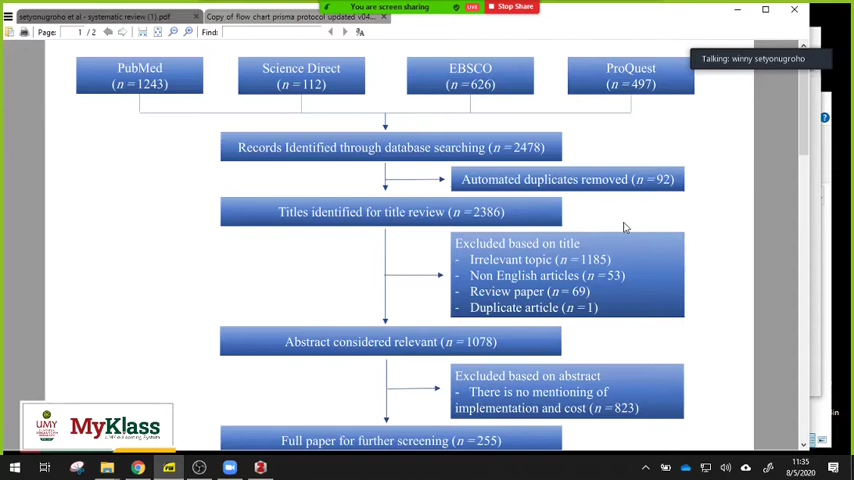 You are screen sharing
LIVE
Stop Share
setyonugroho et al - systematic review (1).pdf
Copy of flow chart prisma protocol updated v04...
Page:
1 / 2
Find:
Talking: winny setyonugroho
PubMed
(n = 1243)
Science Direct
(n = 112)
EBSCO
(n = 626)
ProQuest
(n = 497)
Records Identified through database searching (n = 2478)
Automated duplicates removed (n = 92)
Titles identified for title review (n = 2386)
Excluded based on title
- Irrelevant topic (n = 1185)
- Non English articles (n = 53)
- Review paper (n = 69)
- Duplicate article (n = 1)
Abstract considered relevant (n = 1078)
Excluded based on abstract
- There is no mentioning of
implementation and cost (n = 823)
Full paper for further screening (n = 255)
UMY
MyKlass
11:35
8/5/2020